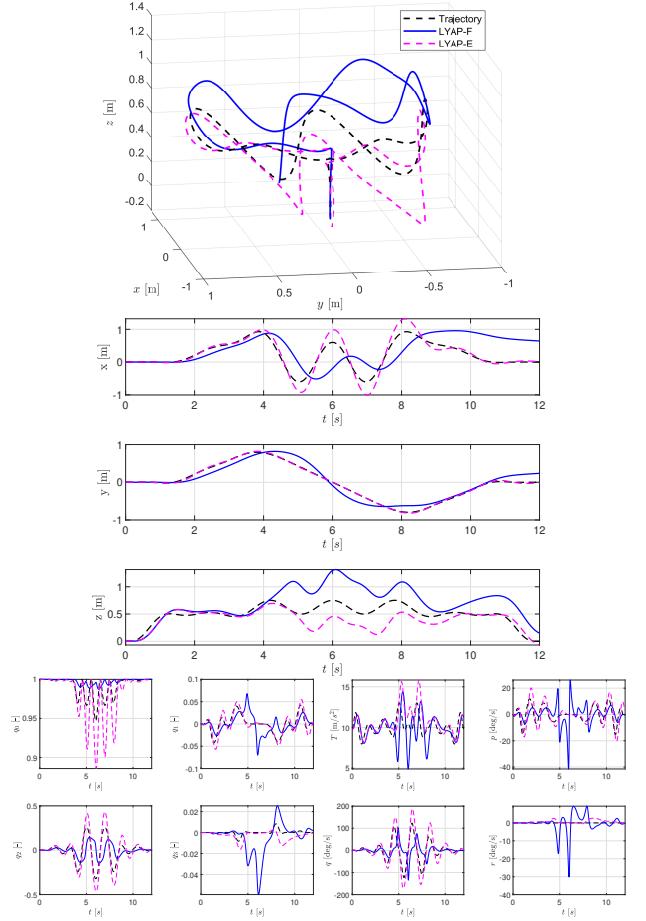 1.4
1.2
1
0.8
0.6
0.4
0.2
0
-0.2
z [m]
1
0
-1
x [m]
1
0.5
0
-0.5
-1
y [m]
Trajectory
LYAP-F
LYAP-E
x [m]
1
0
-1
0 2 4 6 8 10 12
t [s]
y [m]
1
0
-1
0 2 4 6 8 10 12
t [s]
z [m]
1
0.5
0
0 2 4 6 8 10 12
t [s]
q0 [-]
1
0.95
0.9
0 5 10
t [s]
q1 [-]
0.1
0.05
0
-0.05
-0.1
0 5 10
t [s]
T [m/s²]
15
10
5
0 5 10
t [s]
p [deg/s]
20
0
-20
-40
0 5 10
t [s]
q2 [-]
0.5
0
-0.5
0 5 10
t [s]
q3 [-]
0.02
0
-0.02
-0.04
0 5 10
t [s]
q [deg/s]
200
100
0
-100
-200
0 5 10
t [s]
r [deg/s]
10
0
-10
-20
-30
-40
0 5 10
t [s]